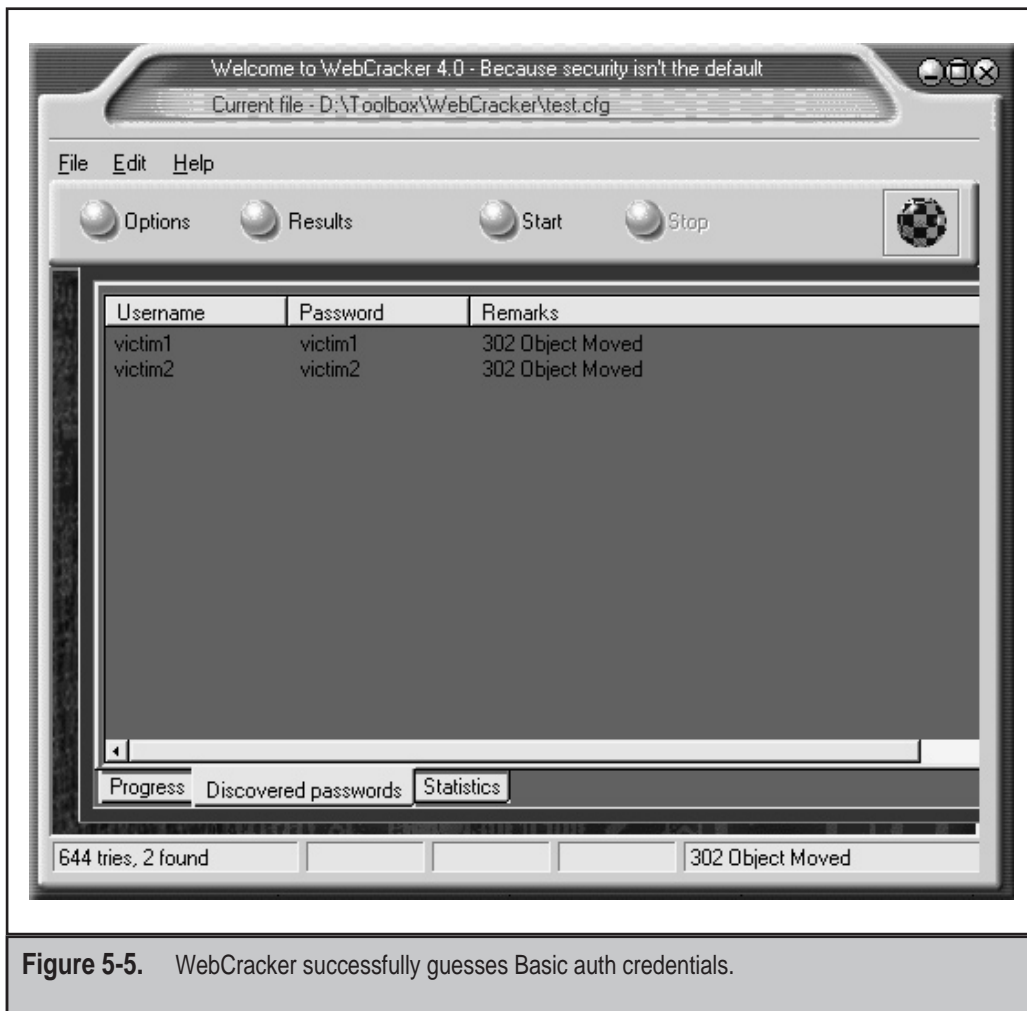 Welcome to WebCracker 4.0 - Because security isn't the default
Current file - D:\Toolbox\WebCracker\test.cfg
File Edit Help
Options Results Start Stop
Username Password Remarks
victim1 victim1 302 Object Moved
victim2 victim2 302 Object Moved
Progress Discovered passwords Statistics
644 tries, 2 found 302 Object Moved
Figure 5-5. WebCracker successfully guesses Basic auth credentials.